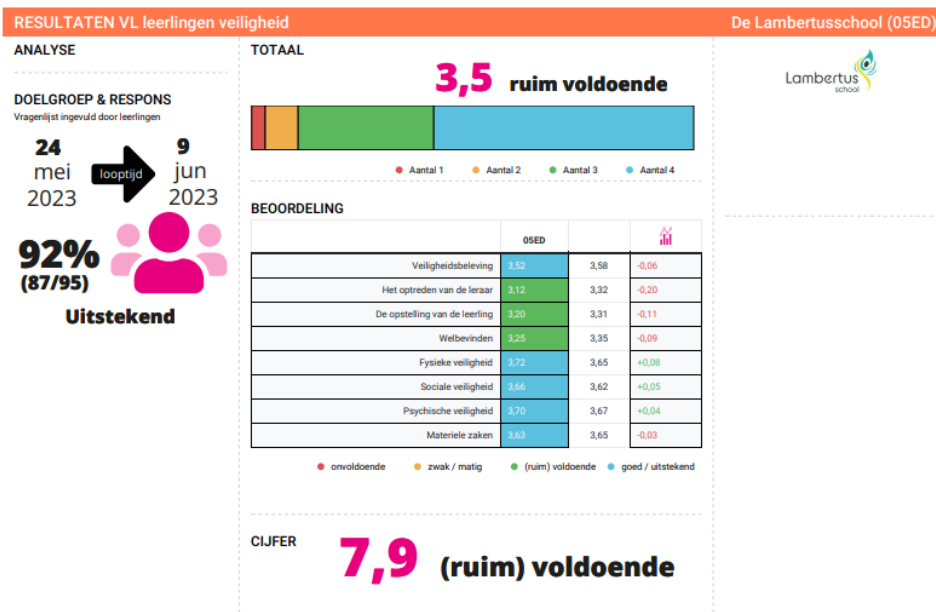 RESULTATEN VL leerlingen veiligheid
De Lambertusschool (05ED)
ANALYSE
DOELGROEP & RESPONS
Vragenlijst ingevuld door leerlingen
24 mei 2023
looptijd
9 jun 2023
92%
(87/95)
Uitstekend
TOTAAL
3,5 ruim voldoende
Aantal 1 Aantal 2 Aantal 3 Aantal 4
BEOORDELING
05ED
Veiligheidsbeleving 3,52 3,58 -0,06
Het optreden van de leraar 3,12 3,32 -0,20
De opstelling van de leerling 3,20 3,31 -0,11
Welbevinden 3,25 3,35 -0,09
Fysieke veiligheid 3,72 3,65 +0,08
Sociale veiligheid 3,66 3,62 +0,05
Psychische veiligheid 3,70 3,67 +0,04
Materiele zaken 3,63 3,65 -0,03
onvoldoende zwak / matig (ruim) voldoende goed / uitstekend
CIJFER
7,9 (ruim) voldoende
Lambertus
school